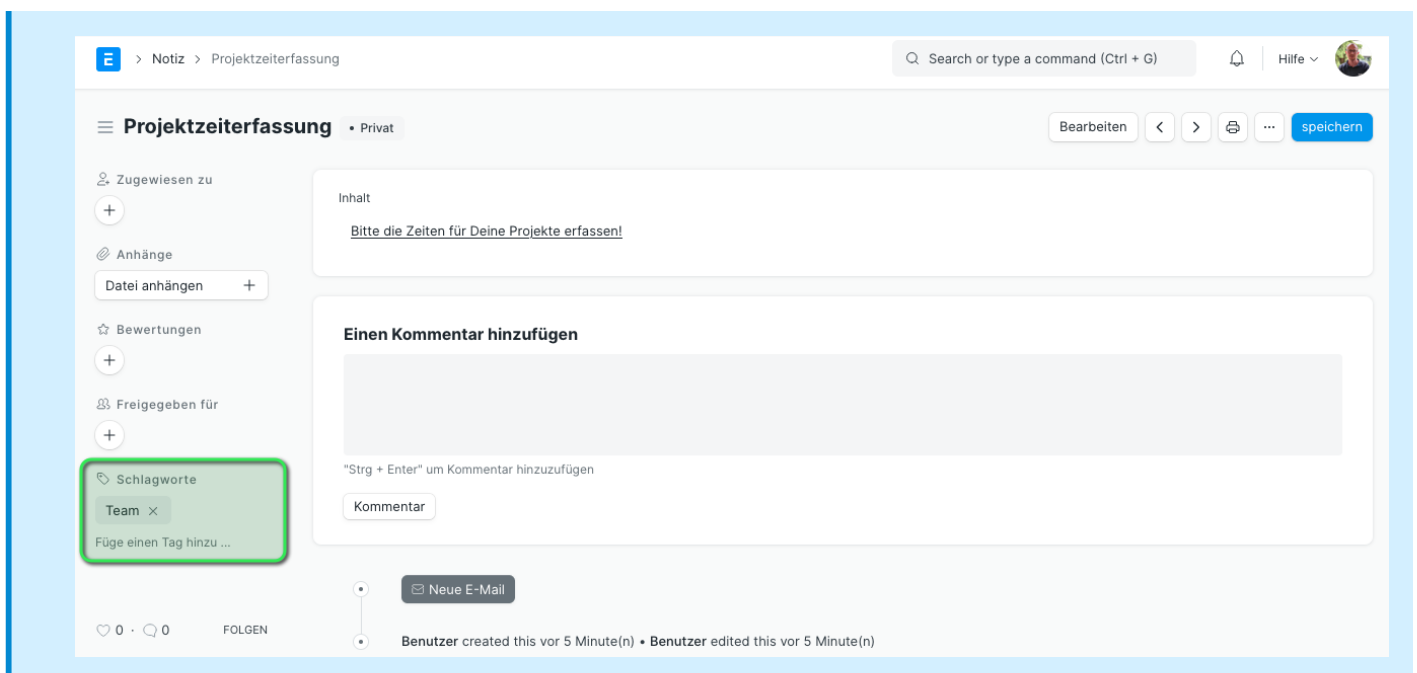 E > Notiz > Projektzeiterfassung
Search or type a command (Ctrl + G)
Hilfe
Projektzeiterfassung • Privat
Bearbeiten
speichern
Zugewiesen zu
+
Anhänge
Datei anhängen +
Bewertungen
+
Freigegeben für
+
Schlagworte
Team ×
Füge einen Tag hinzu ...
0 · 0 FOLGEN
Inhalt
Bitte die Zeiten für Deine Projekte erfassen!
Einen Kommentar hinzufügen
"Strg + Enter" um Kommentar hinzuzufügen
Kommentar
Neue E-Mail
Benutzer created this vor 5 Minute(n) • Benutzer edited this vor 5 Minute(n)